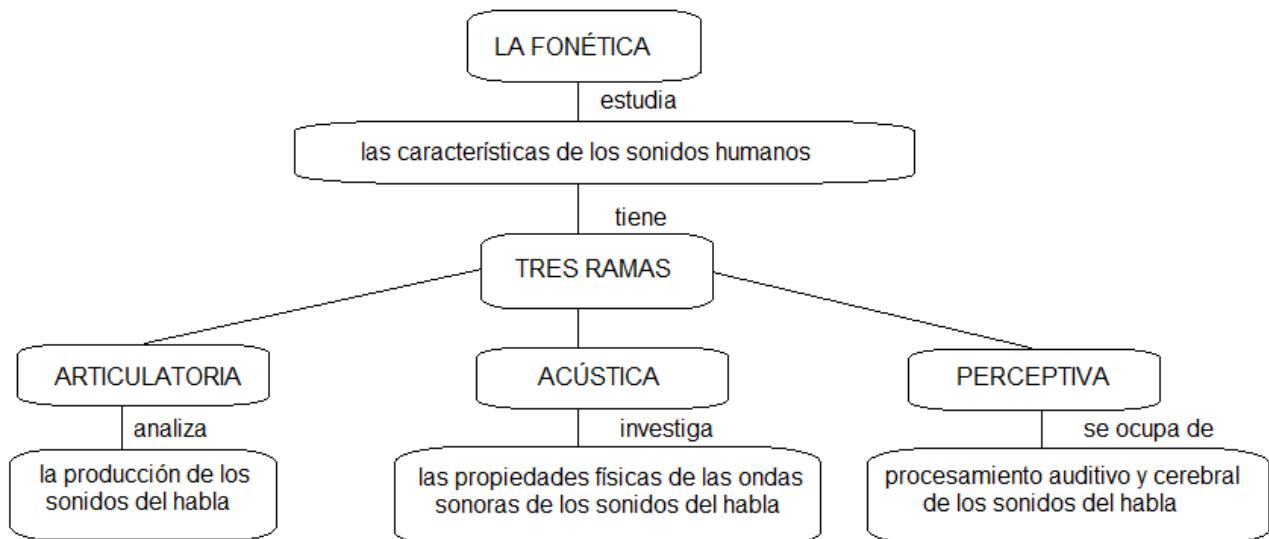 LA FONÉTICA
estudia
las características de los sonidos humanos
tiene
TRES RAMAS
ARTICULATORIA
analiza
la producción de los
sonidos del habla
ACÚSTICA
investiga
las propiedades físicas de las ondas
sonoras de los sonidos del habla
PERCEPTIVA
se ocupa de
procesamiento auditivo y cerebral
de los sonidos del habla